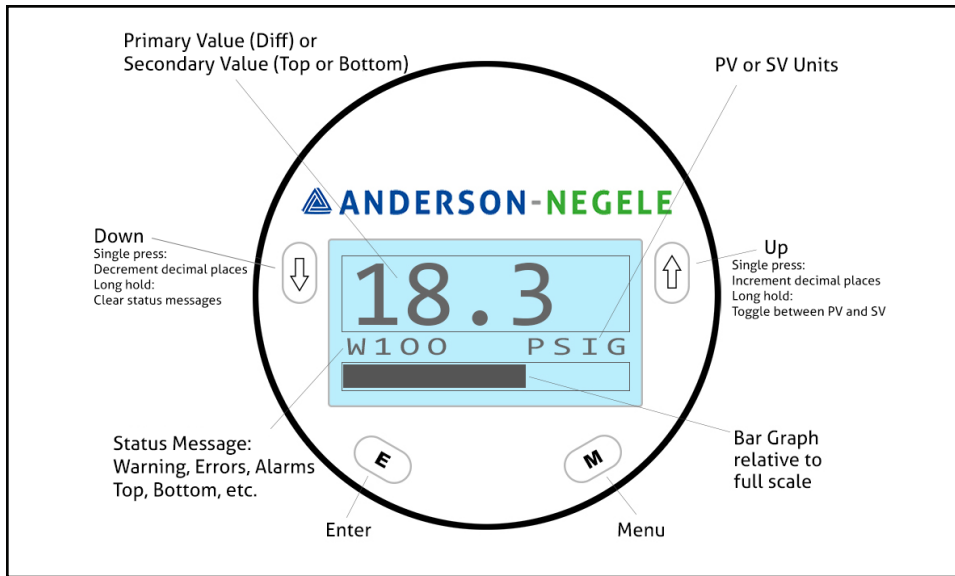 Primary Value (Diff) or
Secondary Value (Top or Bottom)
PV or SV Units
ANDERSON-NEGELE
Down
Single press:
Decrement decimal places
Long hold:
Clear status messages
Up
Single press:
Increment decimal places
Long hold:
Toggle between PV and SV
18.3
W100 PSIG
Status Message:
Warning, Errors, Alarms
Top, Bottom, etc.
Bar Graph
relative to
full scale
E
M
Enter
Menu